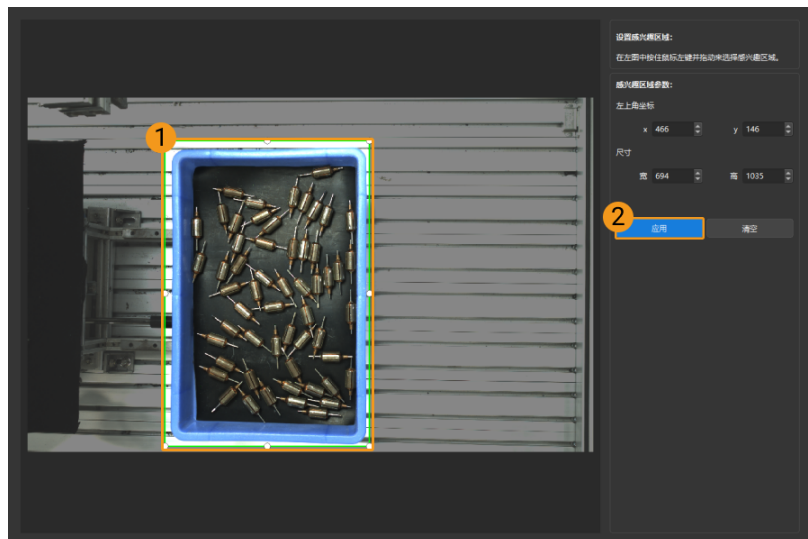 1
设置感兴趣区域:
在左图中按住鼠标左键并拖动来选择感兴趣区域。
感兴趣区域参数:
左上角坐标
x 466 y 146
尺寸
宽 694 高 1035
2
应用 清空